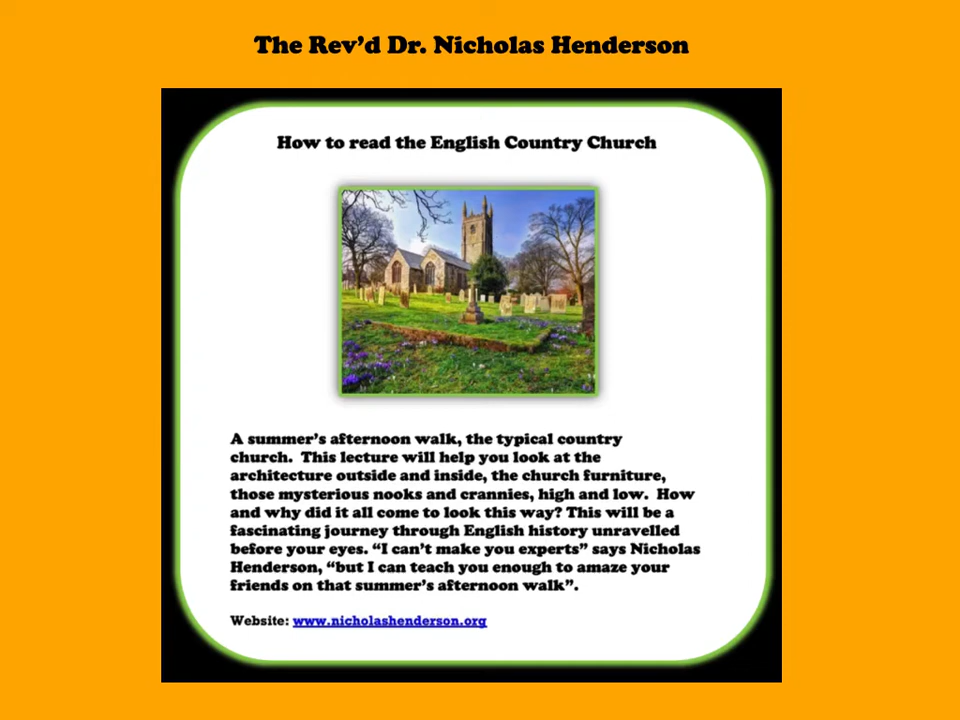 The Rev’d Dr. Nicholas Henderson
How to read the English Country Church
A summer’s afternoon walk, the typical country
church.  This lecture will help you look at the
architecture outside and inside, the church furniture,
those mysterious nooks and crannies, high and low.  How
and why did it all come to look this way? This will be a
fascinating journey through English history unravelled
before your eyes. “I can’t make you experts” says Nicholas
Henderson, “but I can teach you enough to amaze your
friends on that summer’s afternoon walk”.
Website: www.nicholashenderson.org